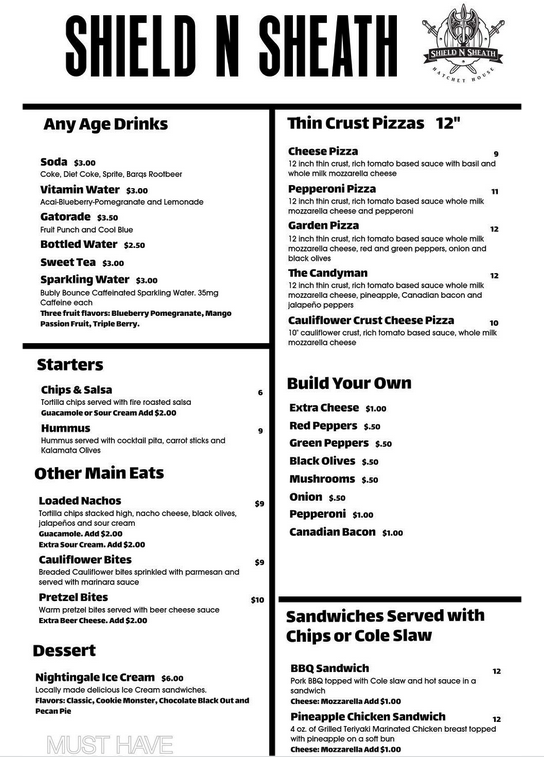 SHIELD N SHEATH
SHIELD N SHEATH
HATCHET HOUSE
Any Age Drinks
Soda $3.00
Coke, Diet Coke, Sprite, Barqs Rootbeer
Vitamin Water $3.00
Acai-Blueberry-Pomegranate and Lemonade
Gatorade $3.50
Fruit Punch and Cool Blue
Bottled Water $2.50
Sweet Tea $3.00
Sparkling Water $3.00
Bubly Bounce Caffeinated Sparkling Water. 35mg
Caffeine each
Three fruit flavors: Blueberry Pomegranate, Mango
Passion Fruit, Triple Berry.
Starters
Chips & Salsa 6
Tortilla chips served with fire roasted salsa
Guacamole or Sour Cream Add $2.00
Hummus 9
Hummus served with cocktail pita, carrot sticks and
Kalamata Olives
Other Main Eats
Loaded Nachos $9
Tortilla chips stacked high, nacho cheese, black olives,
jalapeños and sour cream
Guacamole. Add $2.00
Extra Sour Cream. Add $2.00
Cauliflower Bites $9
Breaded Cauliflower bites sprinkled with parmesan and
served with marinara sauce
Pretzel Bites $10
Warm pretzel bites served with beer cheese sauce
Extra Beer Cheese. Add $2.00
Dessert
Nightingale Ice Cream $6.00
Locally made delicious Ice Cream sandwiches.
Flavors: Classic, Cookie Monster, Chocolate Black Out and
Pecan Pie
MUST HAVE
Thin Crust Pizzas 12"
Cheese Pizza 9
12 inch thin crust, rich tomato based sauce with basil and
whole milk mozzarella cheese
Pepperoni Pizza 11
12 inch thin crust, rich tomato based sauce whole milk
mozzarella cheese and pepperoni
Garden Pizza 12
12 inch thin crust, rich tomato based sauce whole milk
mozzarella cheese, red and green peppers, onion and
black olives
The Candyman 12
12 inch thin crust, rich tomato based sauce whole milk
mozzarella cheese, pineapple, Canadian bacon and
jalapeño peppers
Cauliflower Crust Cheese Pizza 10
10" cauliflower crust, rich tomato based sauce, whole milk
mozzarella cheese
Build Your Own
Extra Cheese $1.00
Red Peppers $.50
Green Peppers $.50
Black Olives $.50
Mushrooms $.50
Onion $.50
Pepperoni $1.00
Canadian Bacon $1.00
Sandwiches Served with
Chips or Cole Slaw
BBQ Sandwich 12
Pork BBQ topped with Cole slaw and hot sauce in a
sandwich
Cheese: Mozzarella Add $1.00
Pineapple Chicken Sandwich 12
4 oz. of Grilled Teriyaki Marinated Chicken breast topped
with pineapple on a soft bun
Cheese: Mozzarella Add $1.00